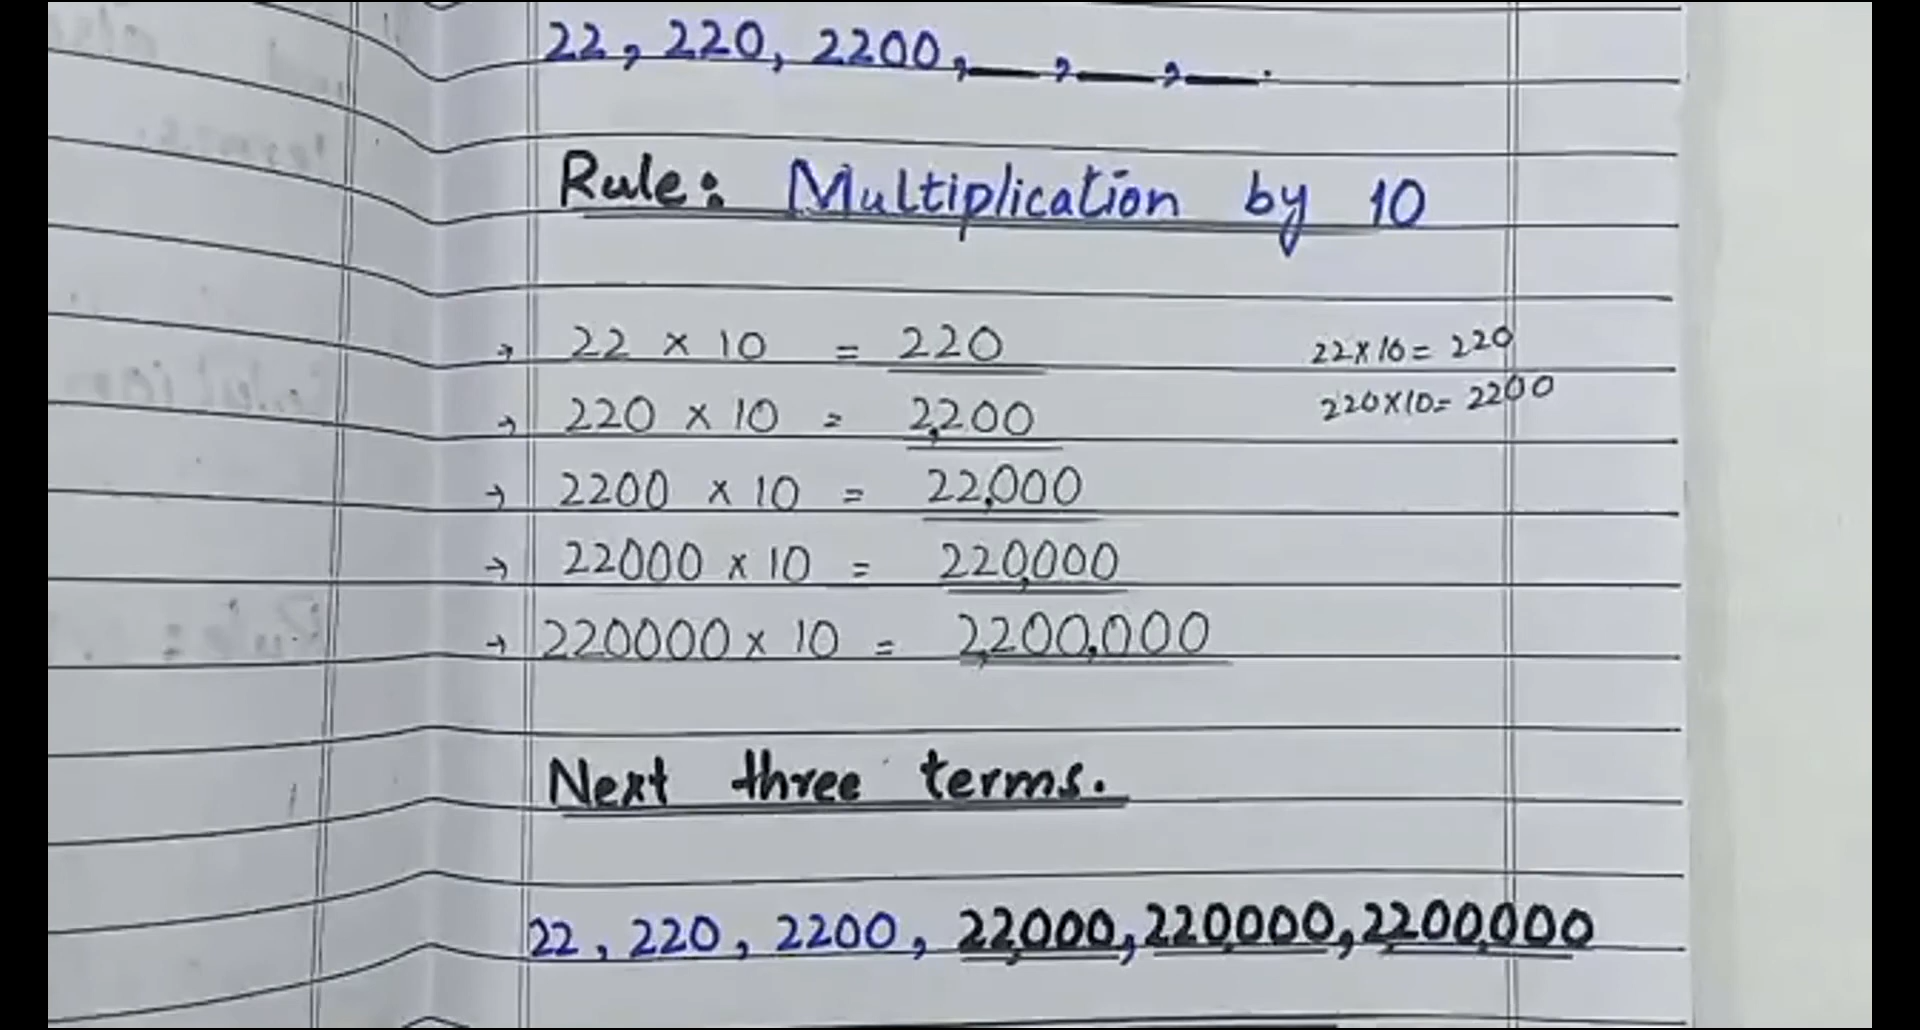 22, 220, 2200, __, __, __.
Rule: Multiplication by 10
→ 22 × 10 = 220
22×10= 220
→ 220 × 10 = 2,200
220×10= 2200
→ 2200 × 10 = 22,000
→ 22000 × 10 = 220,000
→ 220000 × 10 = 2,200,000
Next three terms.
22, 220, 2200, 22,000, 220,000, 2,200,000